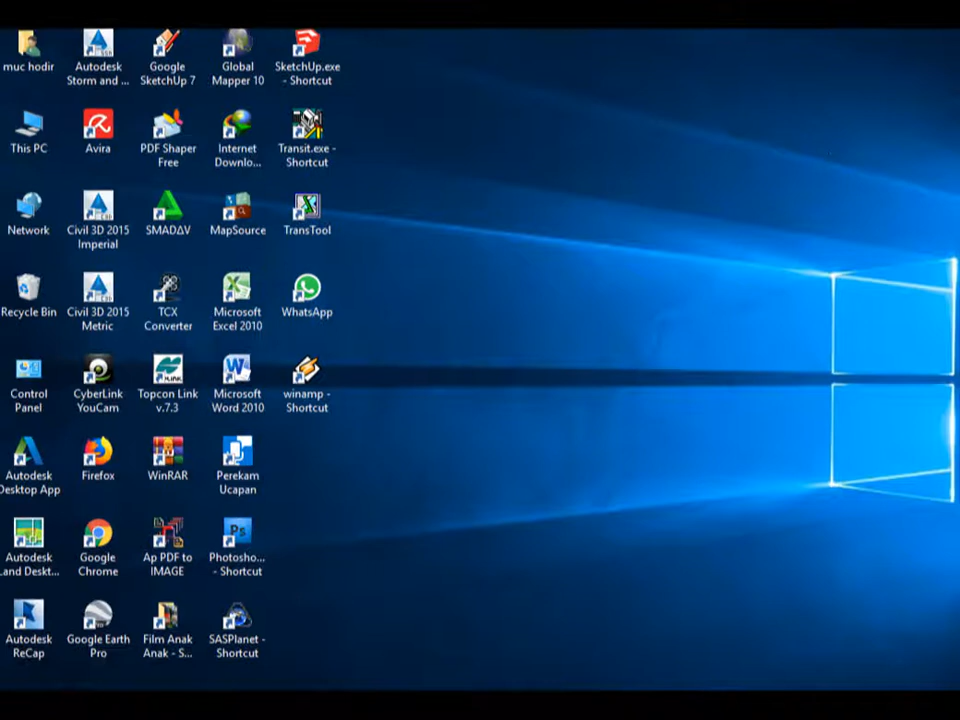 muc hodir
Autodesk
Storm and ...
Google
SketchUp 7
Global
Mapper 10
SketchUp.exe
- Shortcut
This PC
Avira
PDF Shaper
Free
Internet
Downlo...
Transit.exe -
Shortcut
Network
Civil 3D 2015
Imperial
SMADΔV
MapSource
TransTool
Recycle Bin
Civil 3D 2015
Metric
TCX
Converter
Microsoft
Excel 2010
WhatsApp
Control
Panel
CyberLink
YouCam
Topcon Link
v.7.3
Microsoft
Word 2010
winamp -
Shortcut
Autodesk
Desktop App
Firefox
WinRAR
Perekam
Ucapan
Autodesk
Land Deskt...
Google
Chrome
Ap PDF to
IMAGE
Ps
Photosho...
- Shortcut
Autodesk
ReCap
Google Earth
Pro
Film Anak
Anak - S...
SASPlanet -
Shortcut